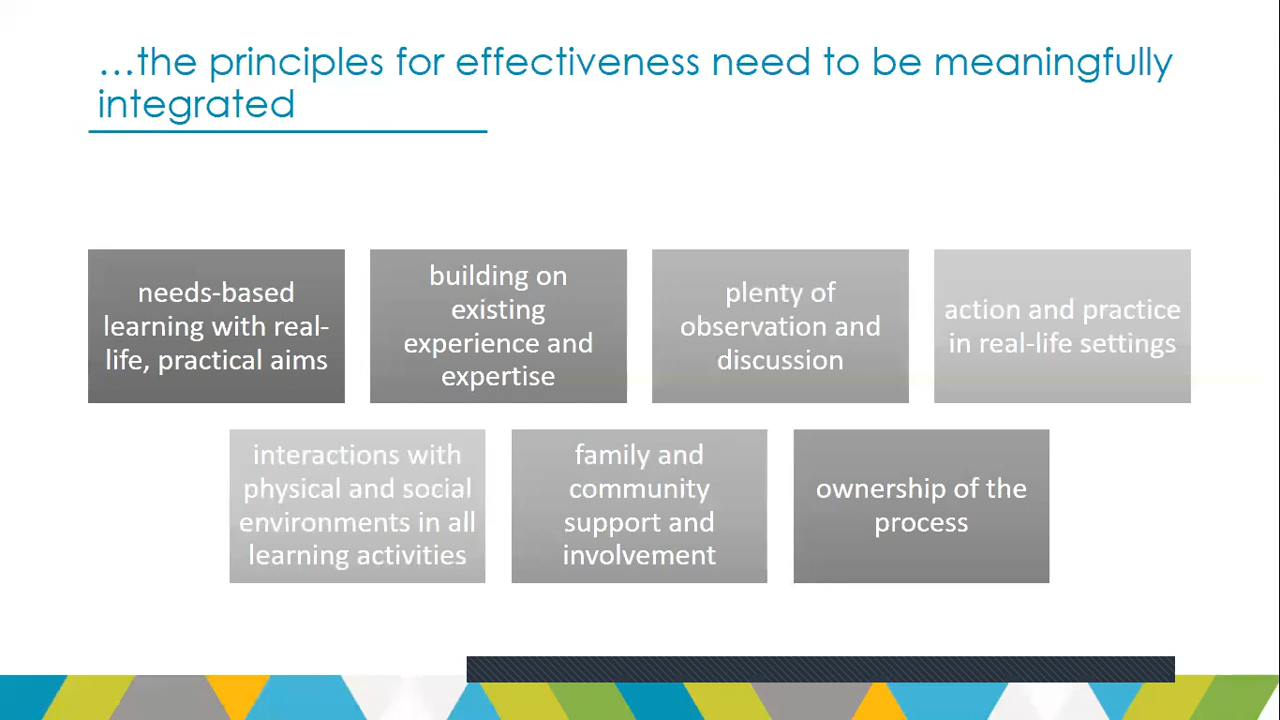 ...the principles for effectiveness need to be meaningfully
integrated
needs-based
learning with real-
life, practical aims
building on
existing
experience and
expertise
plenty of
observation and
discussion
action and practice
in real-life settings
interactions with
physical and social
environments in all
learning activities
family and
community
support and
involvement
ownership of the
process